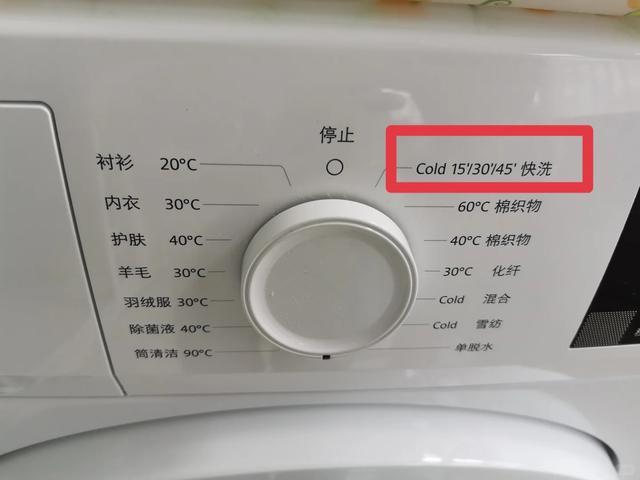 停止
衬衫 20°C
内衣 30°C
护肤 40°C
羊毛 30°C
羽绒服 30°C
除菌液 40°C
筒清洁 90°C
Cold 15'/30'/45' 快洗
60°C 棉织物
40°C 棉织物
30°C 化纤
Cold 混合
Cold 雪纺
单脱水